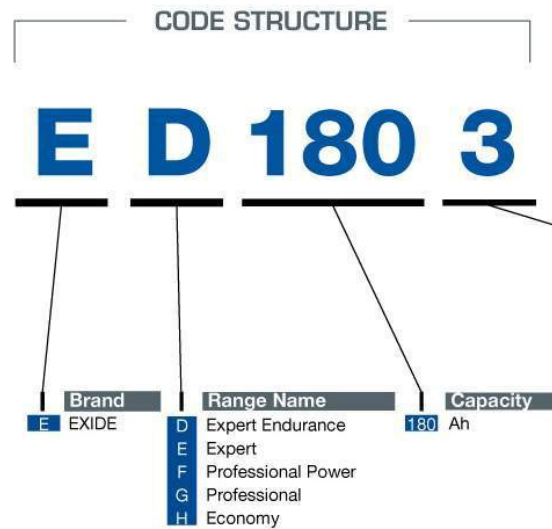 CODE STRUCTURE
E D 180 3
Brand
E EXIDE
Range Name
D Expert Endurance
E Expert
F Professional Power
G Professional
H Economy
Capacity
180 Ah